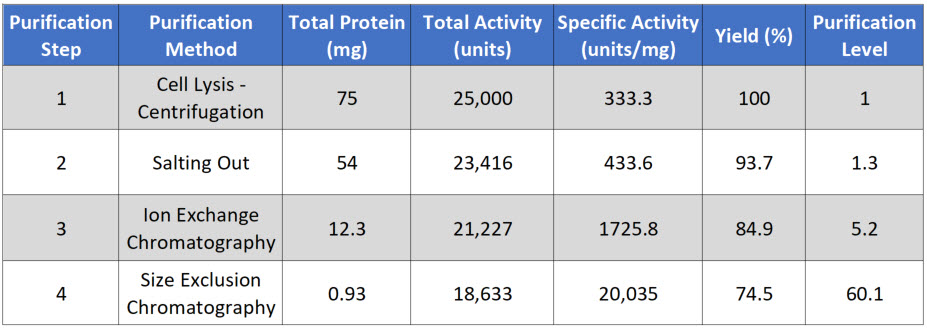 Purification Step Purification Method Total Protein (mg) Total Activity (units) Specific Activity (units/mg) Yield (%) Purification Level
1 Cell Lysis - Centrifugation 75 25,000 333.3 100 1
2 Salting Out 54 23,416 433.6 93.7 1.3
3 Ion Exchange Chromatography 12.3 21,227 1725.8 84.9 5.2
4 Size Exclusion Chromatography 0.93 18,633 20,035 74.5 60.1